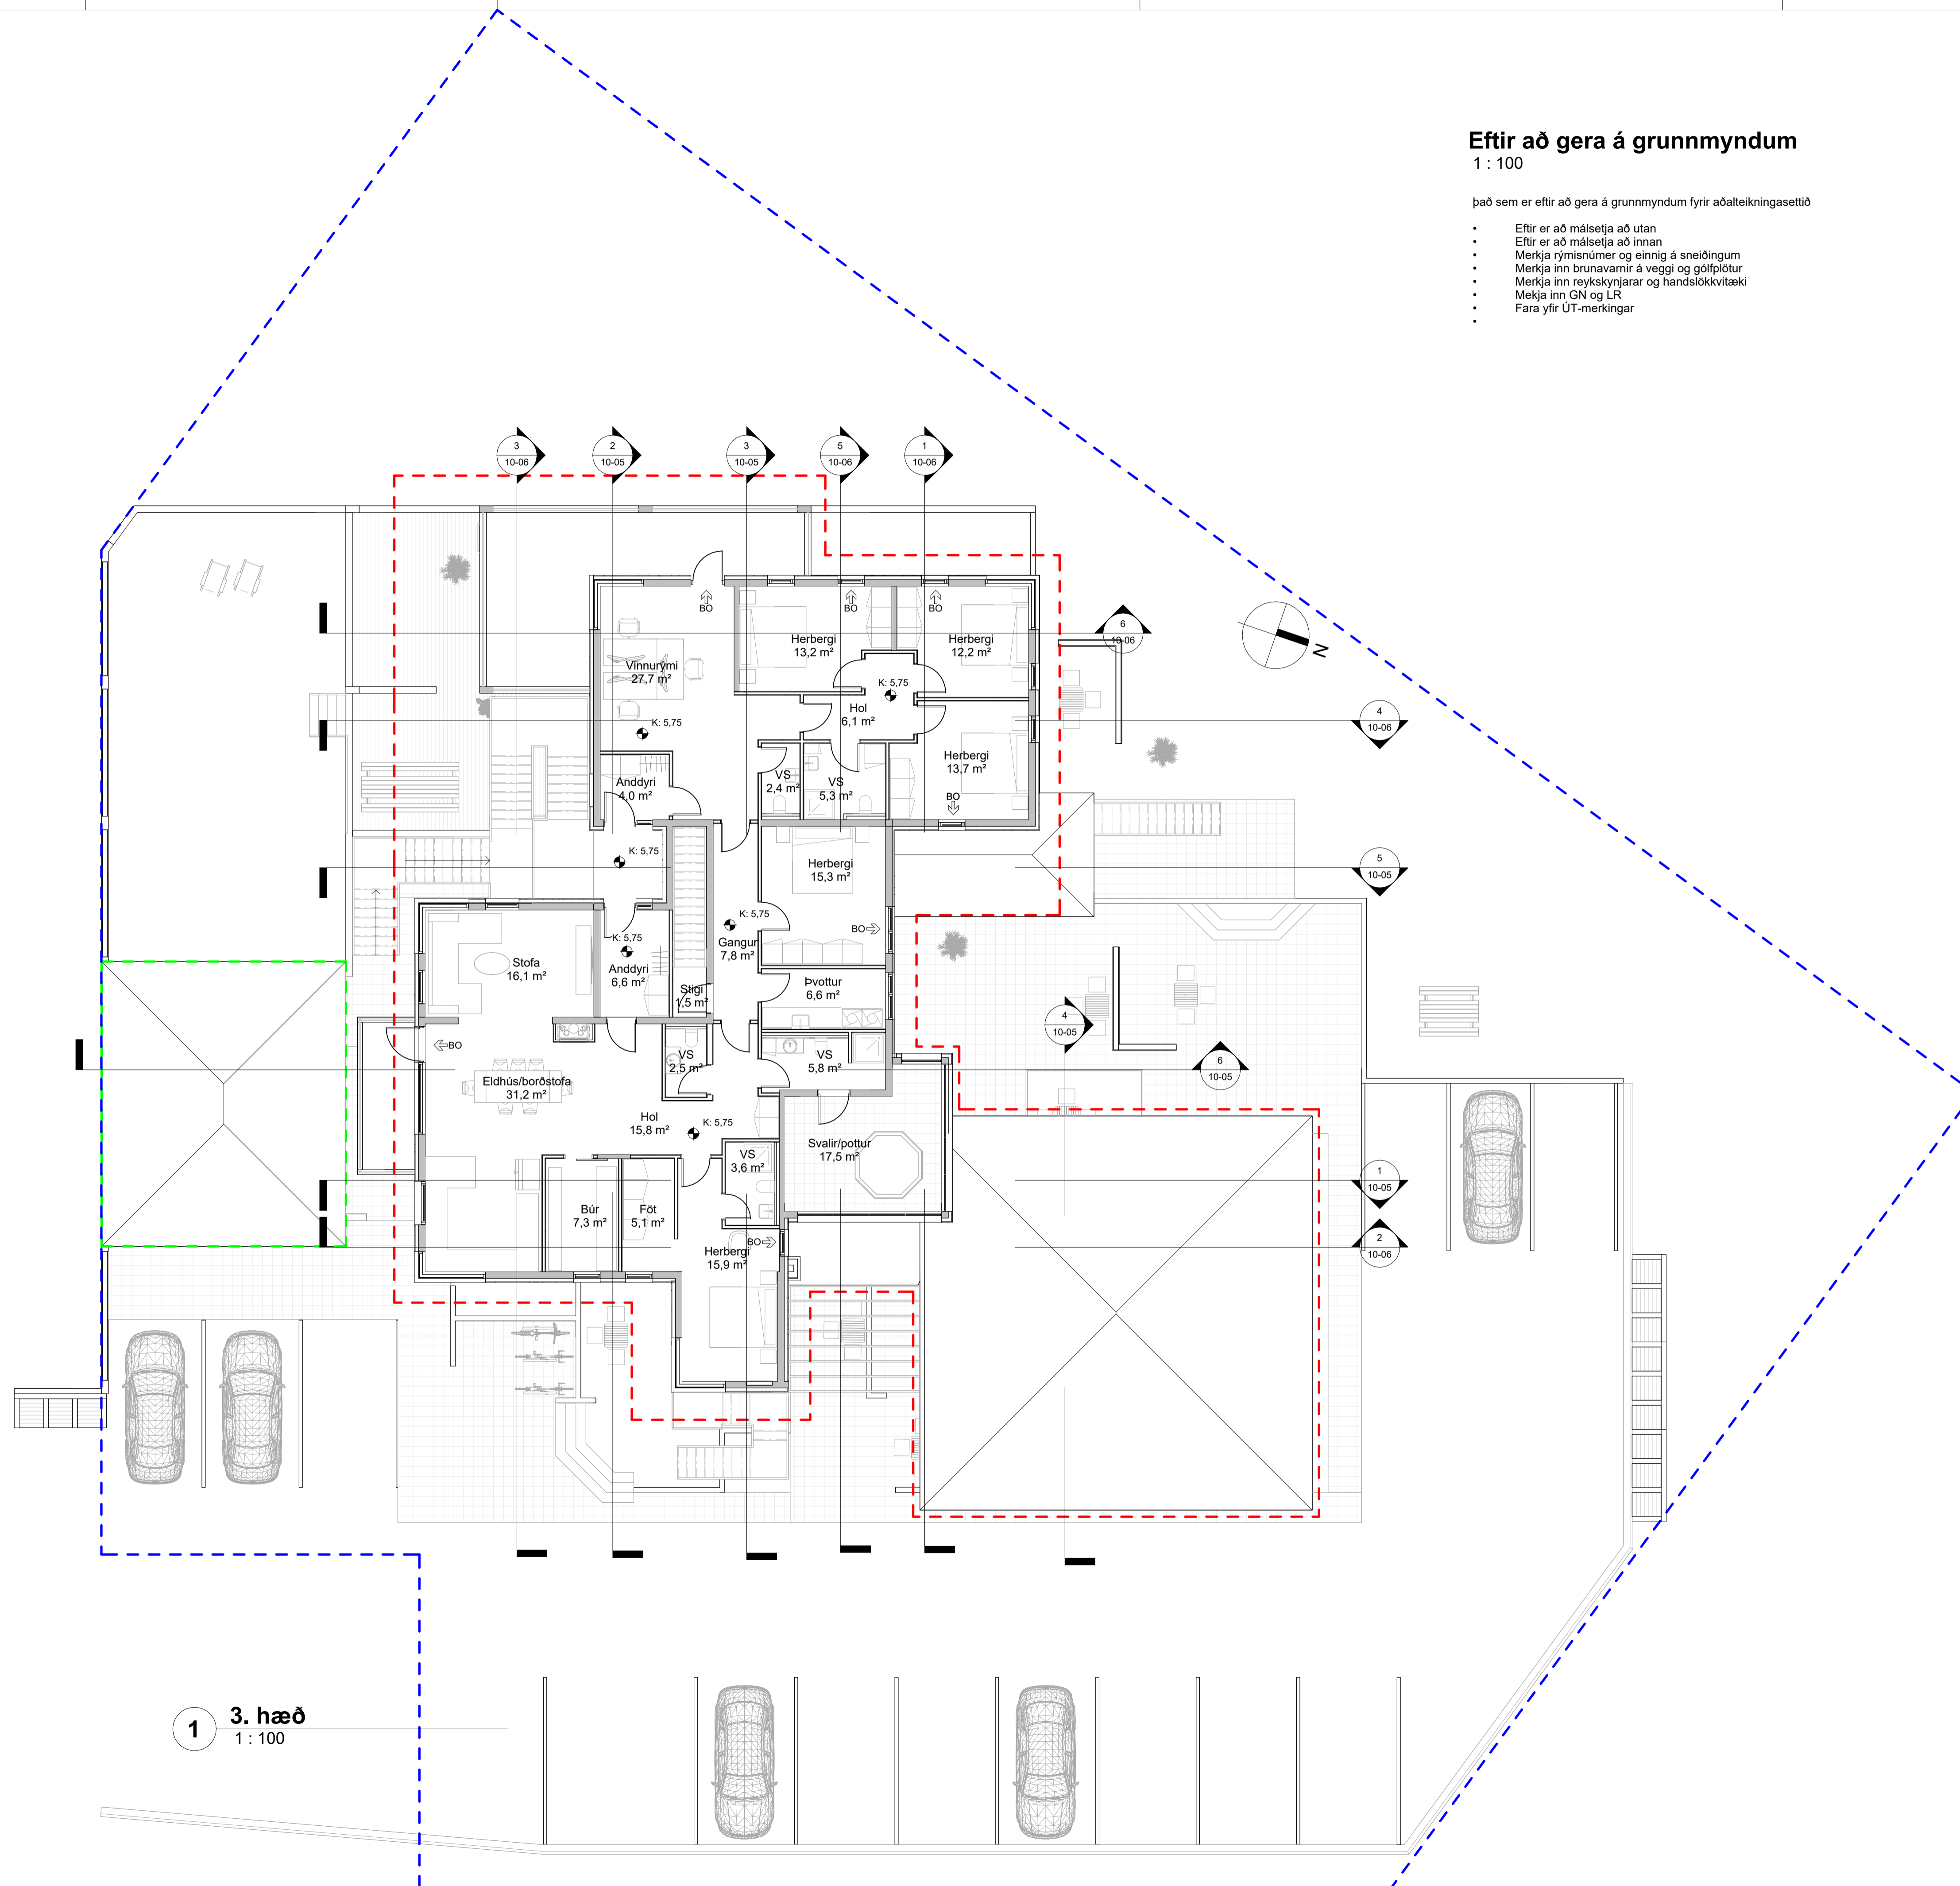 Eftir að gera á grunnmyndum
1 : 100
það sem er eftir að gera á grunnmyndum fyrir aðalteikningasettið
• Eftir er að málsetja að utan
• Eftir er að málsetja að innan
• Merkja rýmisnúmer og einnig á sneiðingum
• Merkja inn brunavarnir á veggi og gólfplötur
• Merkja inn reykskynjarar og handslökkvitæki
• Mekja inn GN og LR
• Fara yfir ÚT-merkingar
•
3
10-06
2
10-05
3
10-05
5
10-06
1
10-06
BO
BO
BO
6
10-06
N
Herbergi
13,2 m²
Herbergi
12,2 m²
Vinnurými
27,7 m²
K: 5,75
Hol
6,1 m²
K: 5,75
4
10-06
Herbergi
13,7 m²
BO
Anddyri
4,0 m²
VS
2,4 m²
VS
5,3 m²
K: 5,75
Herbergi
15,3 m²
5
10-05
K: 5,75
Gangur
7,8 m²
BO
K: 5,75
Anddyri
6,6 m²
Stofa
16,1 m²
Stigi
1,5 m²
Þvottur
6,6 m²
4
10-05
BO
VS
2,5 m²
VS
5,8 m²
6
10-05
Eldhús/borðstofa
31,2 m²
Hol
15,8 m²
K: 5,75
Svalir/pottur
17,5 m²
VS
3,6 m²
1
10-05
Búr
7,3 m²
Föt
5,1 m²
2
10-06
BO
Herbergi
15,9 m²
1
3. hæð
1 : 100